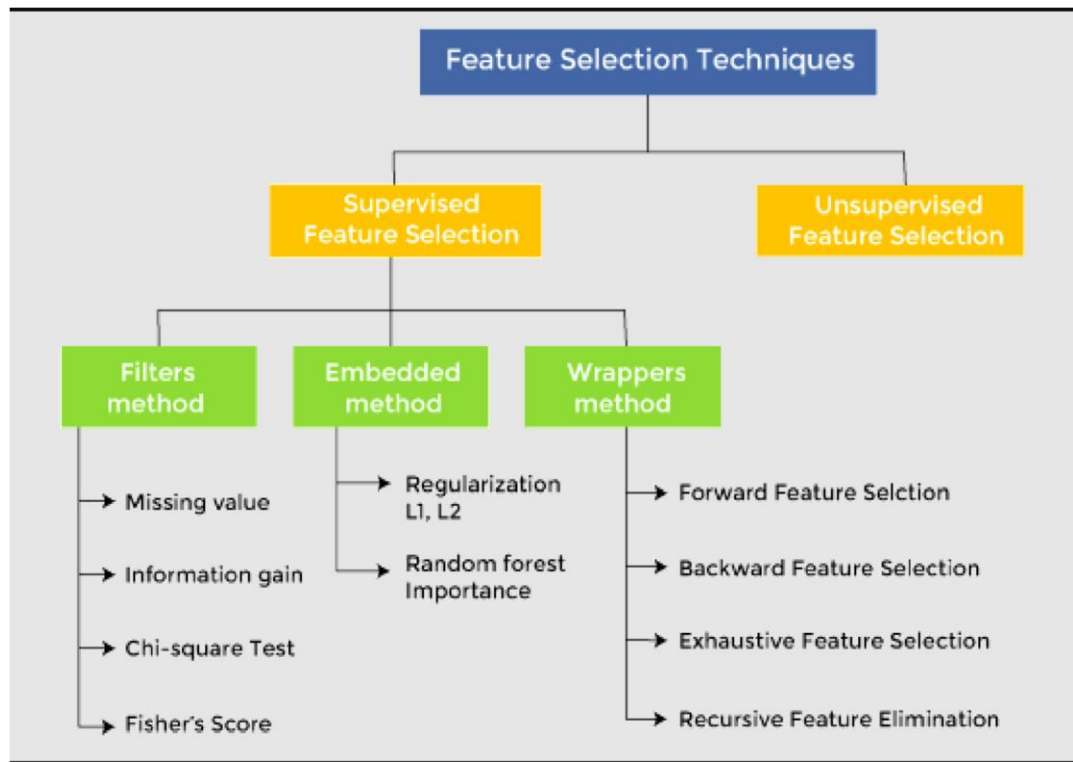 Feature Selection Techniques
Supervised
Feature Selection
Unsupervised
Feature Selection
Filters
method
Missing value
Information gain
Chi-square Test
Fisher's Score
Embedded
method
Regularization
L1, L2
Random forest
Importance
Wrappers
method
Forward Feature Selction
Backward Feature Selection
Exhaustive Feature Selection
Recursive Feature Elimination